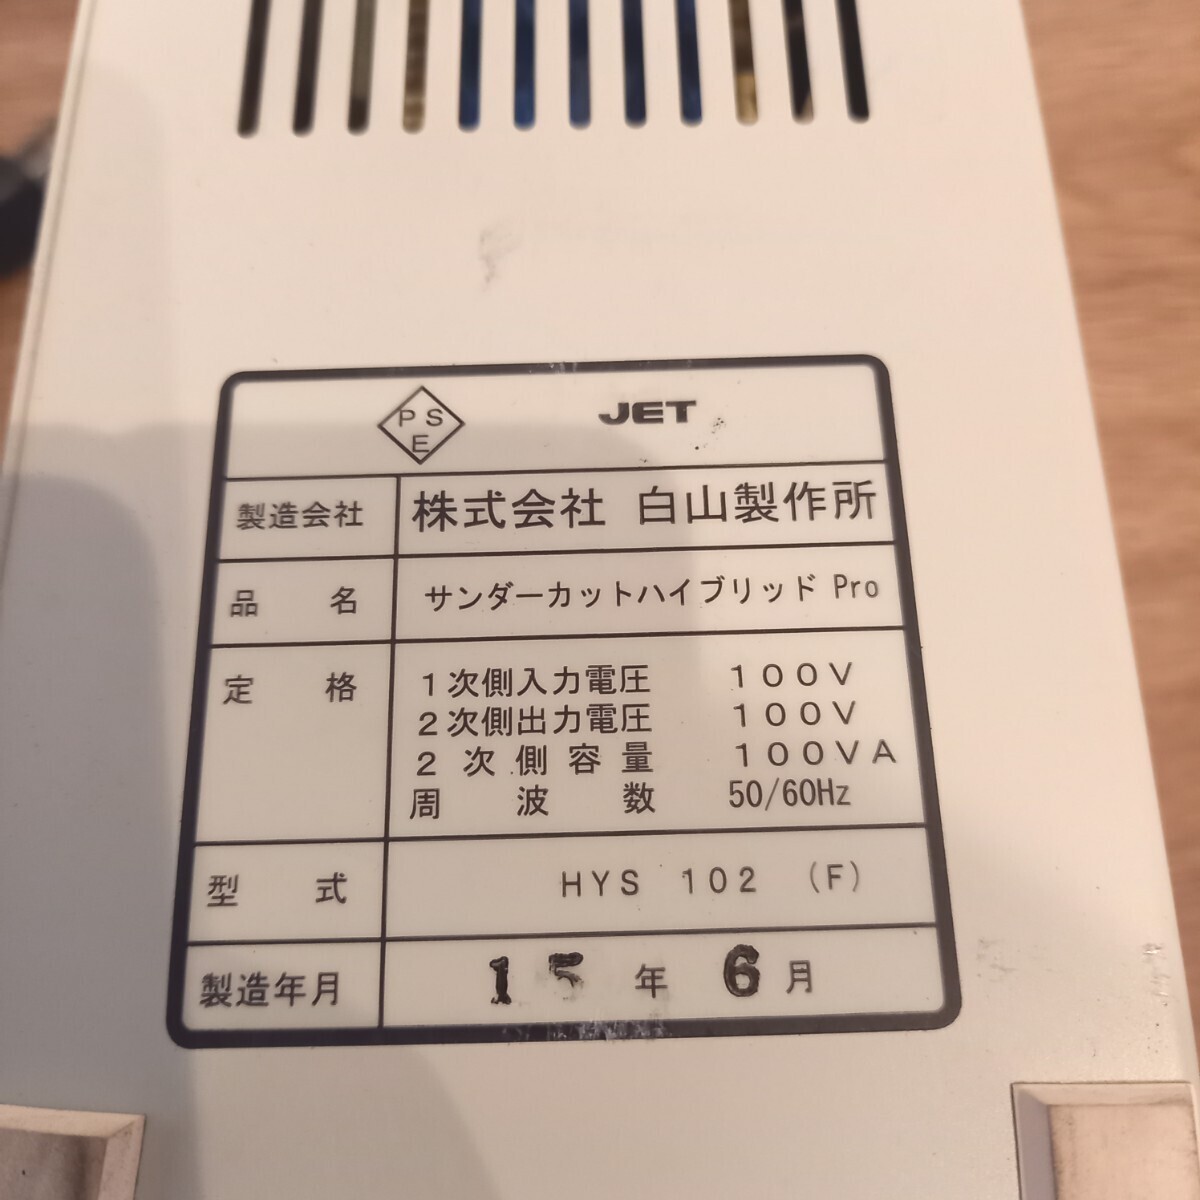 PSE JET
製造会社 株式会社 白山製作所
品名 サンダーカットハイブリッド Pro
定格 1次側入力電圧 100V
2次側出力電圧 100V
2次側容量 100VA
周波数 50/60Hz
型式 HYS 102 (F)
製造年月 15年 6月